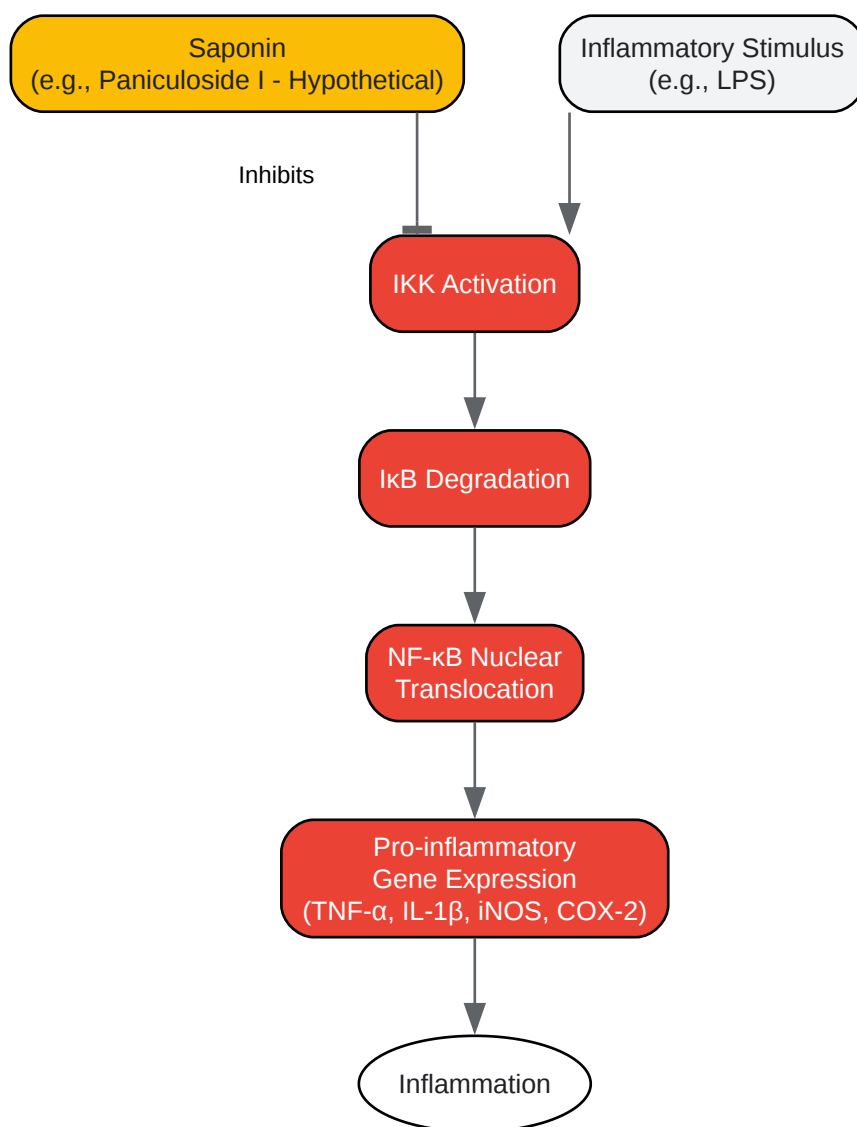 Saponin
(e.g., Paniculoside I - Hypothetical)
Inflammatory Stimulus
(e.g., LPS)
Inhibits
IKK Activation
IκB Degradation
NF-κB Nuclear
Translocation
Pro-inflammatory
Gene Expression
(TNF-α, IL-1β, iNOS, COX-2)
Inflammation